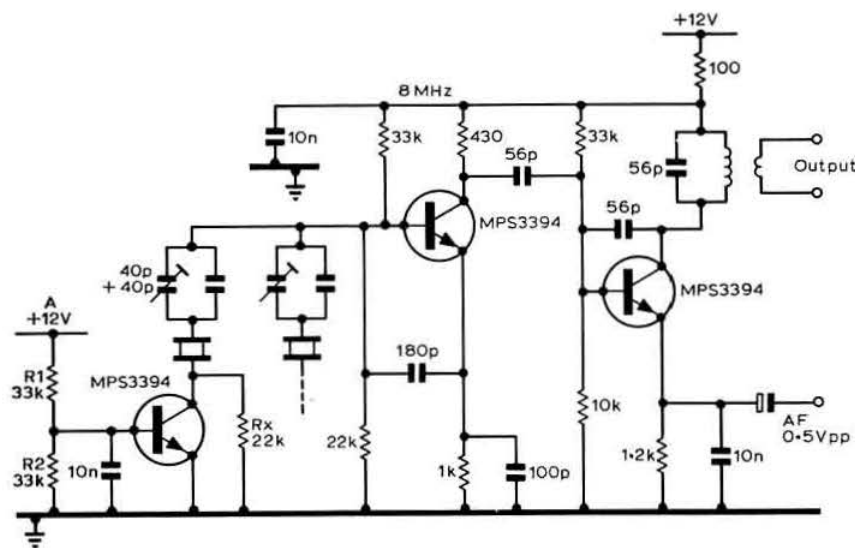 +12V
100
8 MHz
10n
33k
430
33k
56p
56p
Output
MPS3394
56p
40p
+ 40p
MPS3394
A
+12V
MPS3394
180p
R1
33k
Rx
22k
10k
AF
0·5Vpp
R2
33k
10n
22k
1k
100p
1·2k
10n